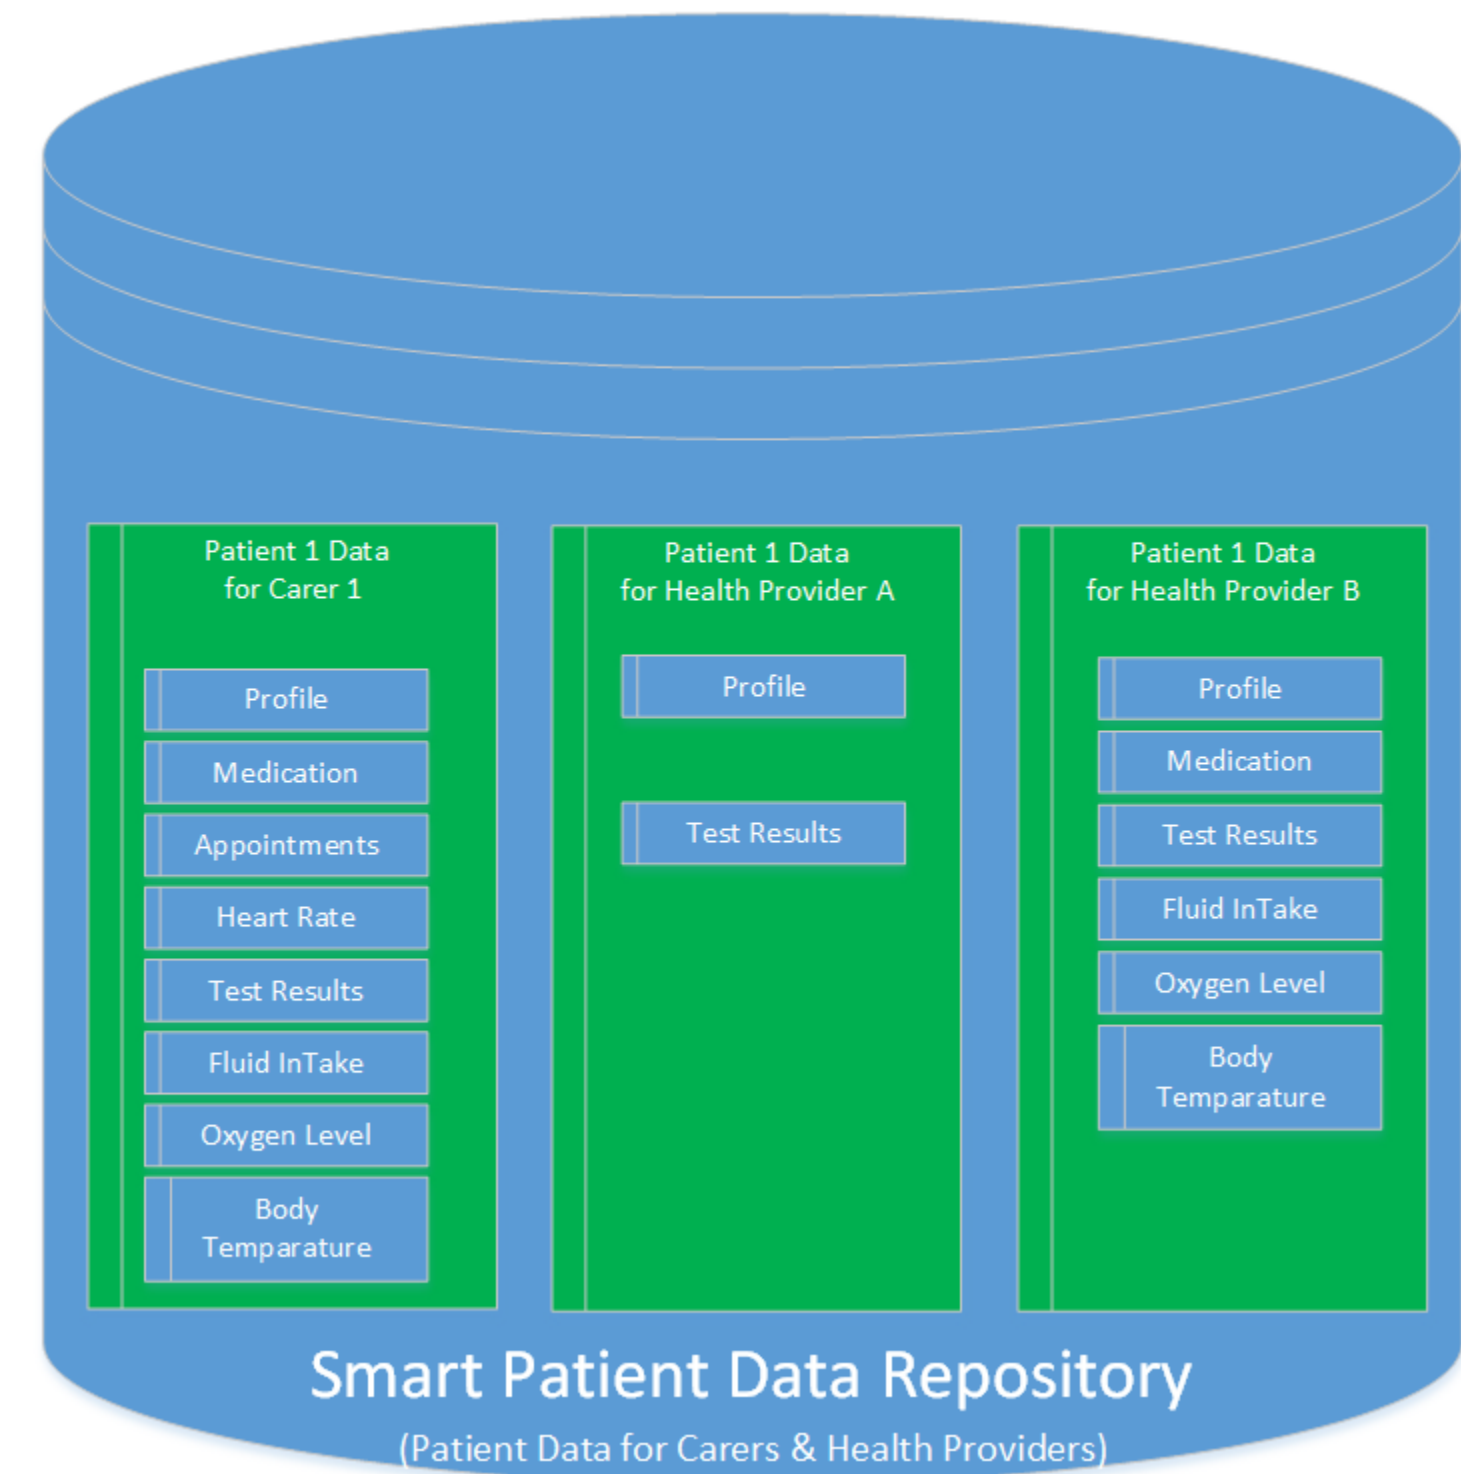 Patient 1 Data
for Carer 1
Profile
Medication
Appointments
Heart Rate
Test Results
Fluid InTake
Oxygen Level
Body
Temparature
Patient 1 Data
for Health Provider A
Profile
Test Results
Patient 1 Data
for Health Provider B
Profile
Medication
Test Results
Fluid InTake
Oxygen Level
Body
Temparature
Smart Patient Data Repository
(Patient Data for Carers & Health Providers)